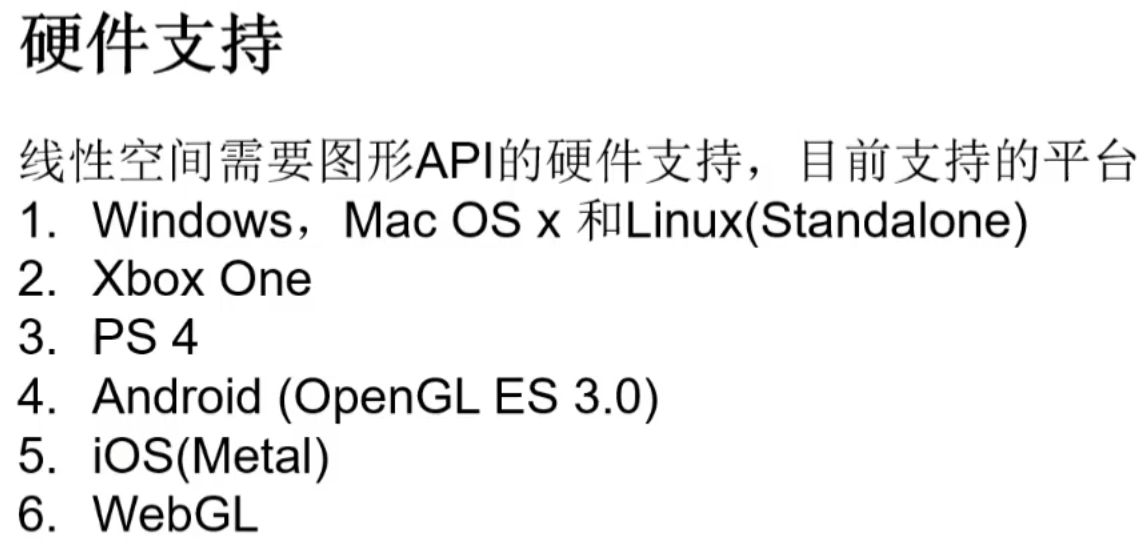 硬件支持
线性空间需要图形API的硬件支持，目前支持的平台
1. Windows，Mac OS x 和Linux(Standalone)
2. Xbox One
3. PS 4
4. Android (OpenGL ES 3.0)
5. iOS(Metal)
6. WebGL